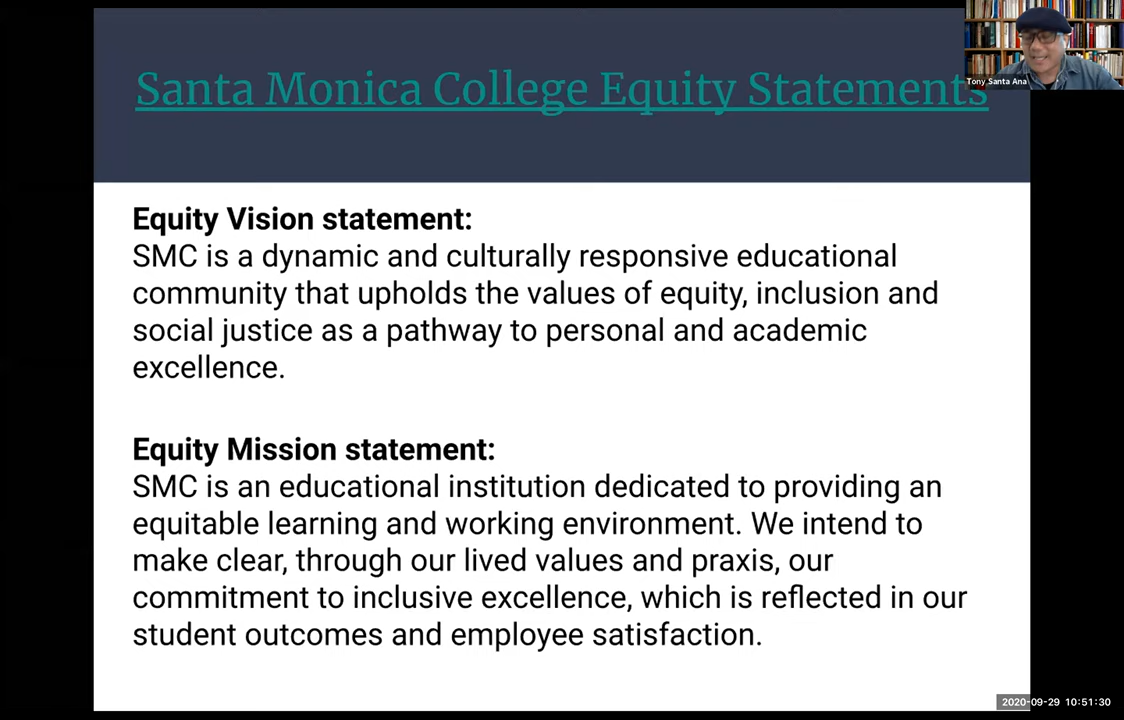 Santa Monica College Equity Statements
Tony Santa Ana
Equity Vision statement:
SMC is a dynamic and culturally responsive educational
community that upholds the values of equity, inclusion and
social justice as a pathway to personal and academic
excellence.
Equity Mission statement:
SMC is an educational institution dedicated to providing an
equitable learning and working environment. We intend to
make clear, through our lived values and praxis, our
commitment to inclusive excellence, which is reflected in our
student outcomes and employee satisfaction.
2020-09-29 10:51:30